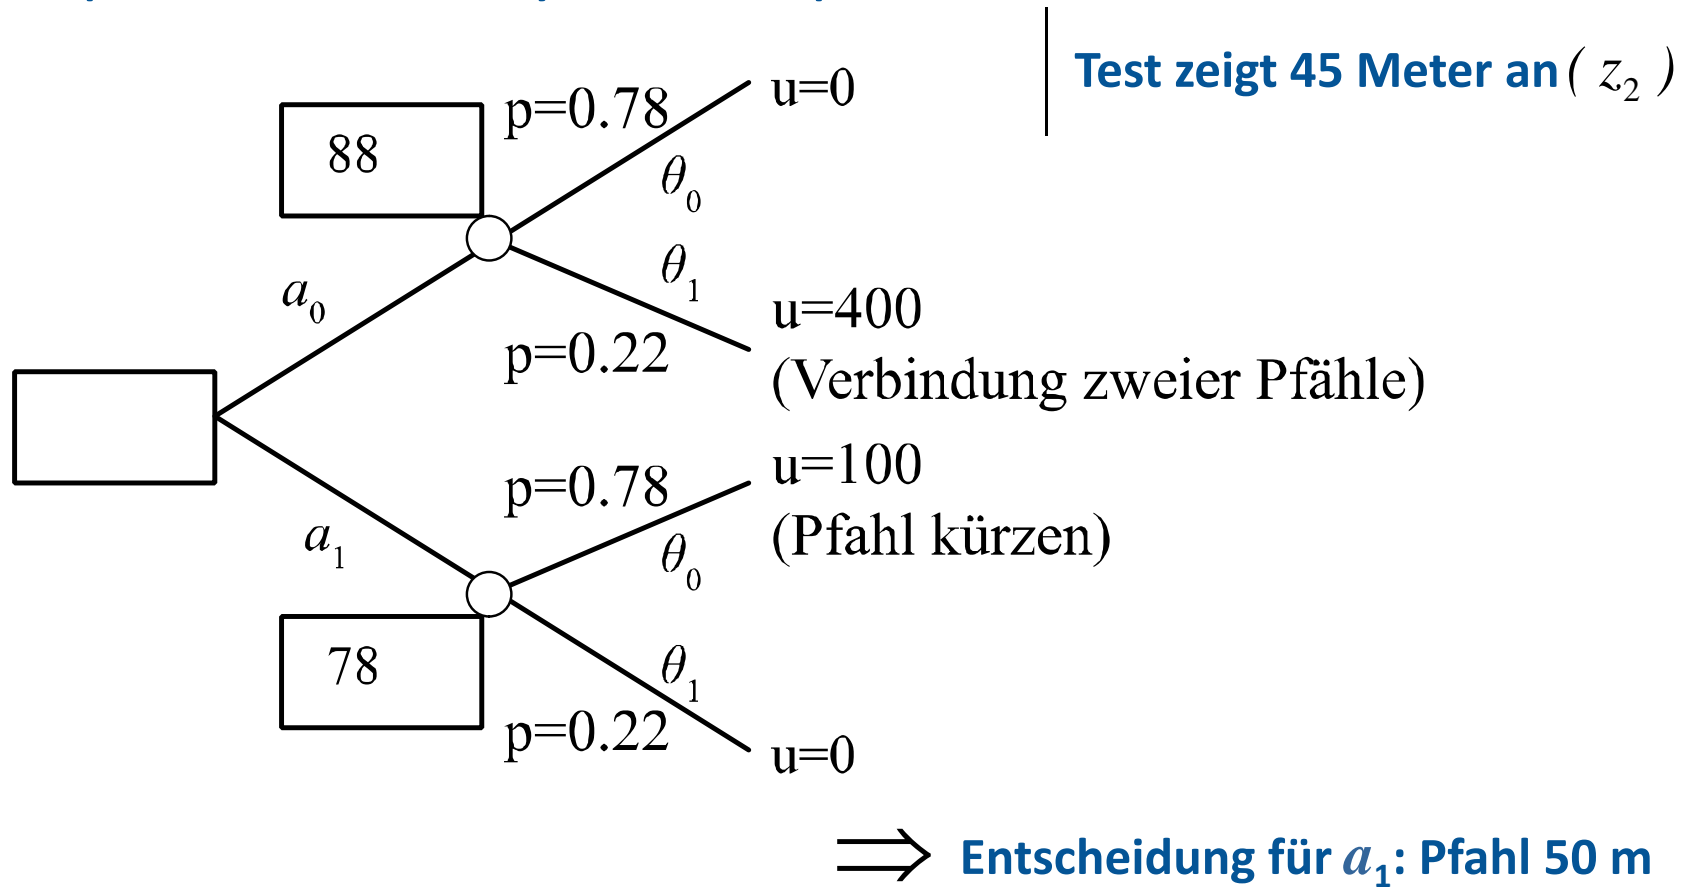 Test zeigt 45 Meter an ( z₂ )
p=0.78
u=0
88
θ₀
θ₁
a₀
u=400
p=0.22
(Verbindung zweier Pfähle)
p=0.78
u=100
a₁
(Pfahl kürzen)
θ₀
78
θ₁
p=0.22
u=0
⇒ Entscheidung für a₁: Pfahl 50 m